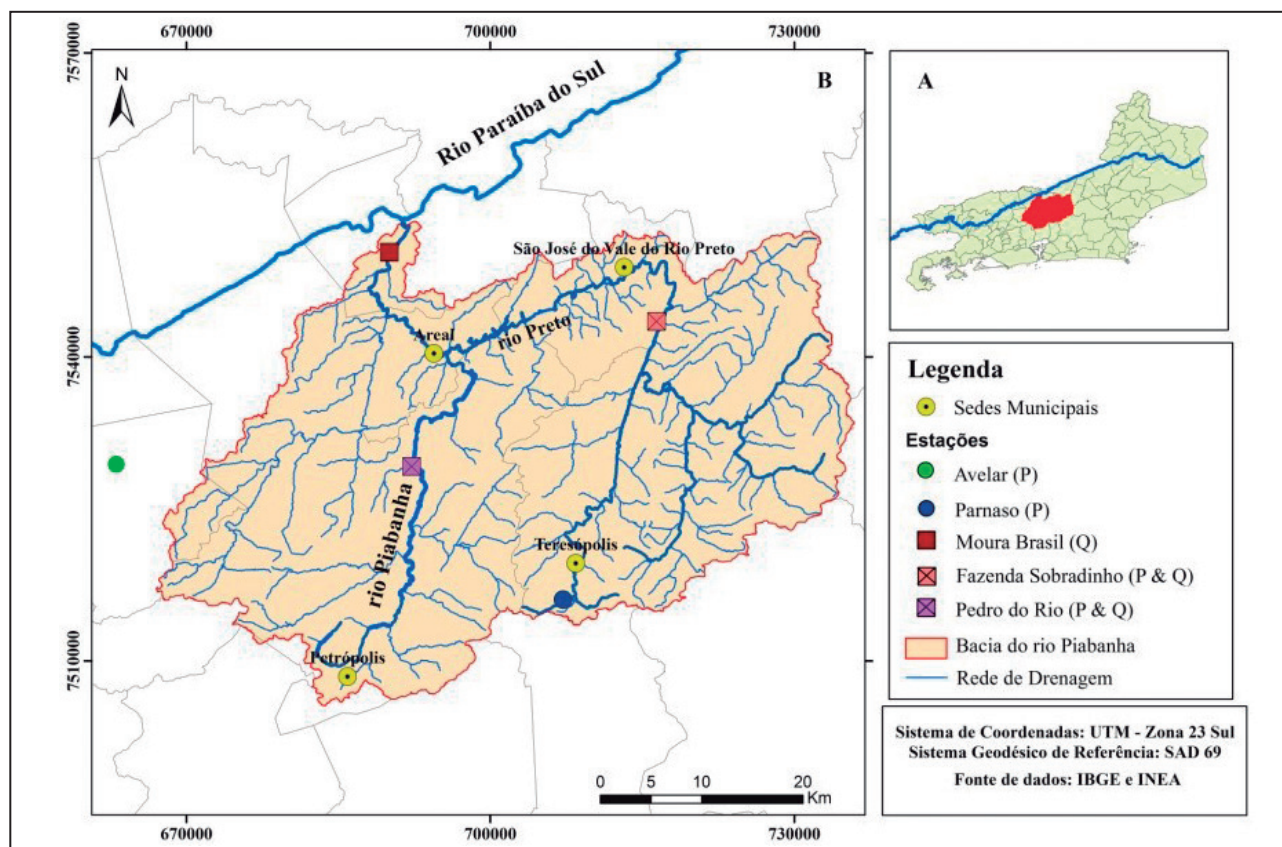 670000
700000
730000
7570000
7540000
7510000
N
B
Rio Paraíba do Sul
São José do Vale do Rio Preto
rio Preto
Areal
rio Piabanha
Teresópolis
Petrópolis
0 5 10 20
Km
670000
700000
730000
A
Legenda
Sedes Municipais
Estações
Avelar (P)
Parnaso (P)
Moura Brasil (Q)
Fazenda Sobradinho (P & Q)
Pedro do Rio (P & Q)
Bacia do rio Piabanha
Rede de Drenagem
Sistema de Coordenadas: UTM - Zona 23 Sul
Sistema Geodésico de Referência: SAD 69
Fonte de dados: IBGE e INEA